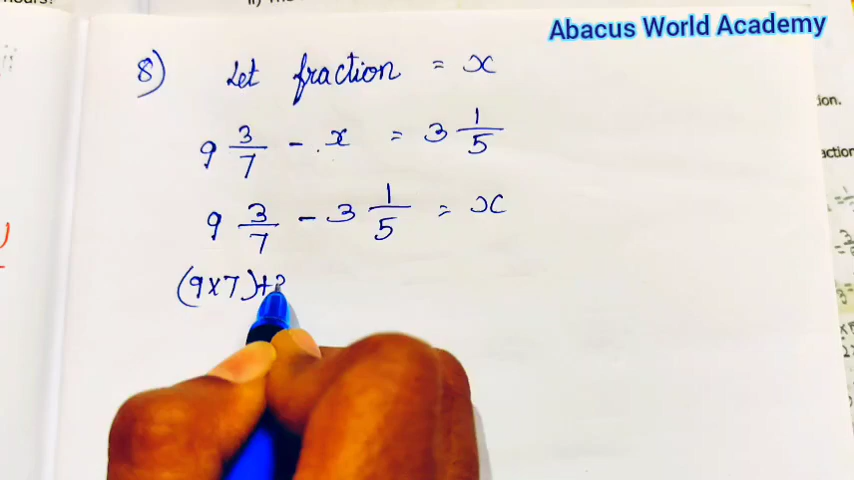 Abacus World Academy
8) Let fraction = x
9 3/7 - x = 3 1/5
9 3/7 - 3 1/5 = x
(9x7)+3